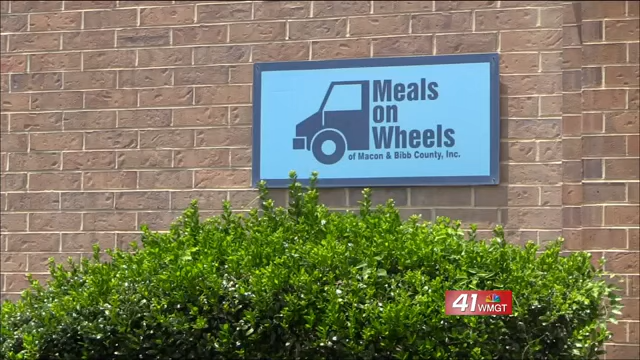 Meals
on
Wheels
of Macon & Bibb County, Inc.
41
WMGT